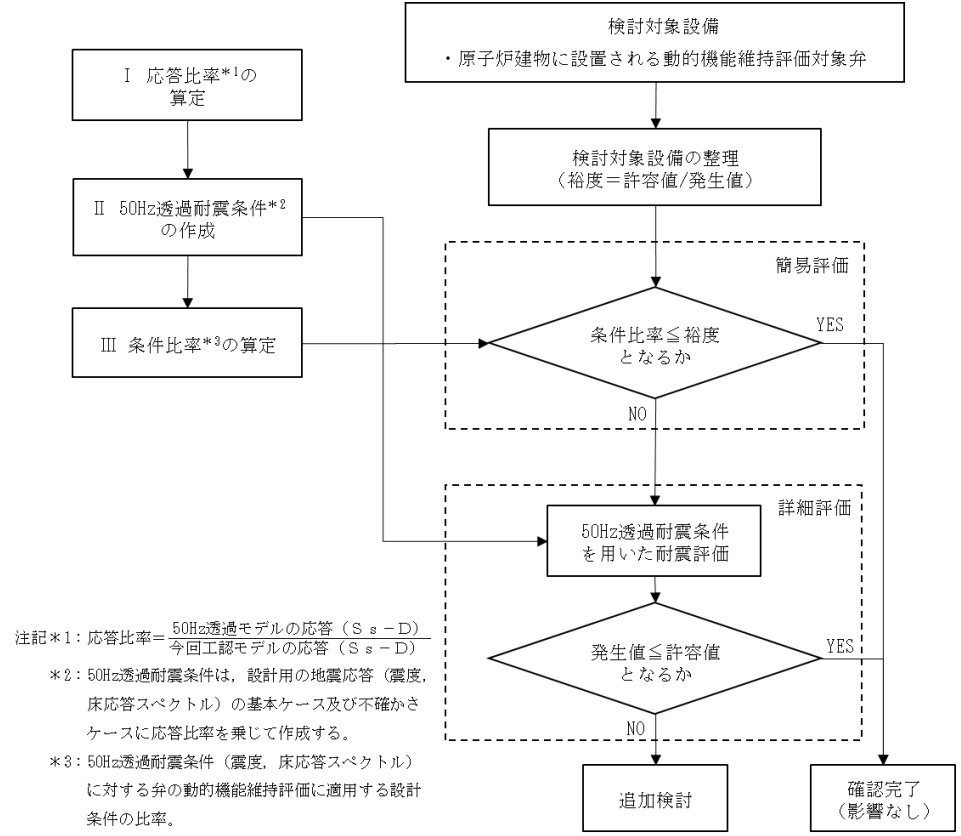 検討対象設備
・原子炉建物に設置される動的機能維持評価対象弁
Ⅰ 応答比率＊1の
算定
検討対象設備の整理
（裕度＝許容値/発生値）
Ⅱ 50Hz透過耐震条件＊2
の作成
簡易評価
Ⅲ 条件比率＊3の算定
条件比率≦裕度
となるか
YES
NO
詳細評価
50Hz透過耐震条件
を用いた耐震評価
発生値≦許容値
となるか
YES
NO
追加検討
確認完了
（影響なし）
注記＊1：応答比率＝50Hz透過モデルの応答（Ｓｓ－Ｄ）
今回工認モデルの応答（Ｓｓ－Ｄ）
＊2：50Hz透過耐震条件は，設計用の地震応答（震度，
床応答スペクトル）の基本ケース及び不確かさ
ケースに応答比率を乗じて作成する。
＊3：50Hz透過耐震条件（震度，床応答スペクトル）
に対する弁の動的機能維持評価に適用する設計
条件の比率。